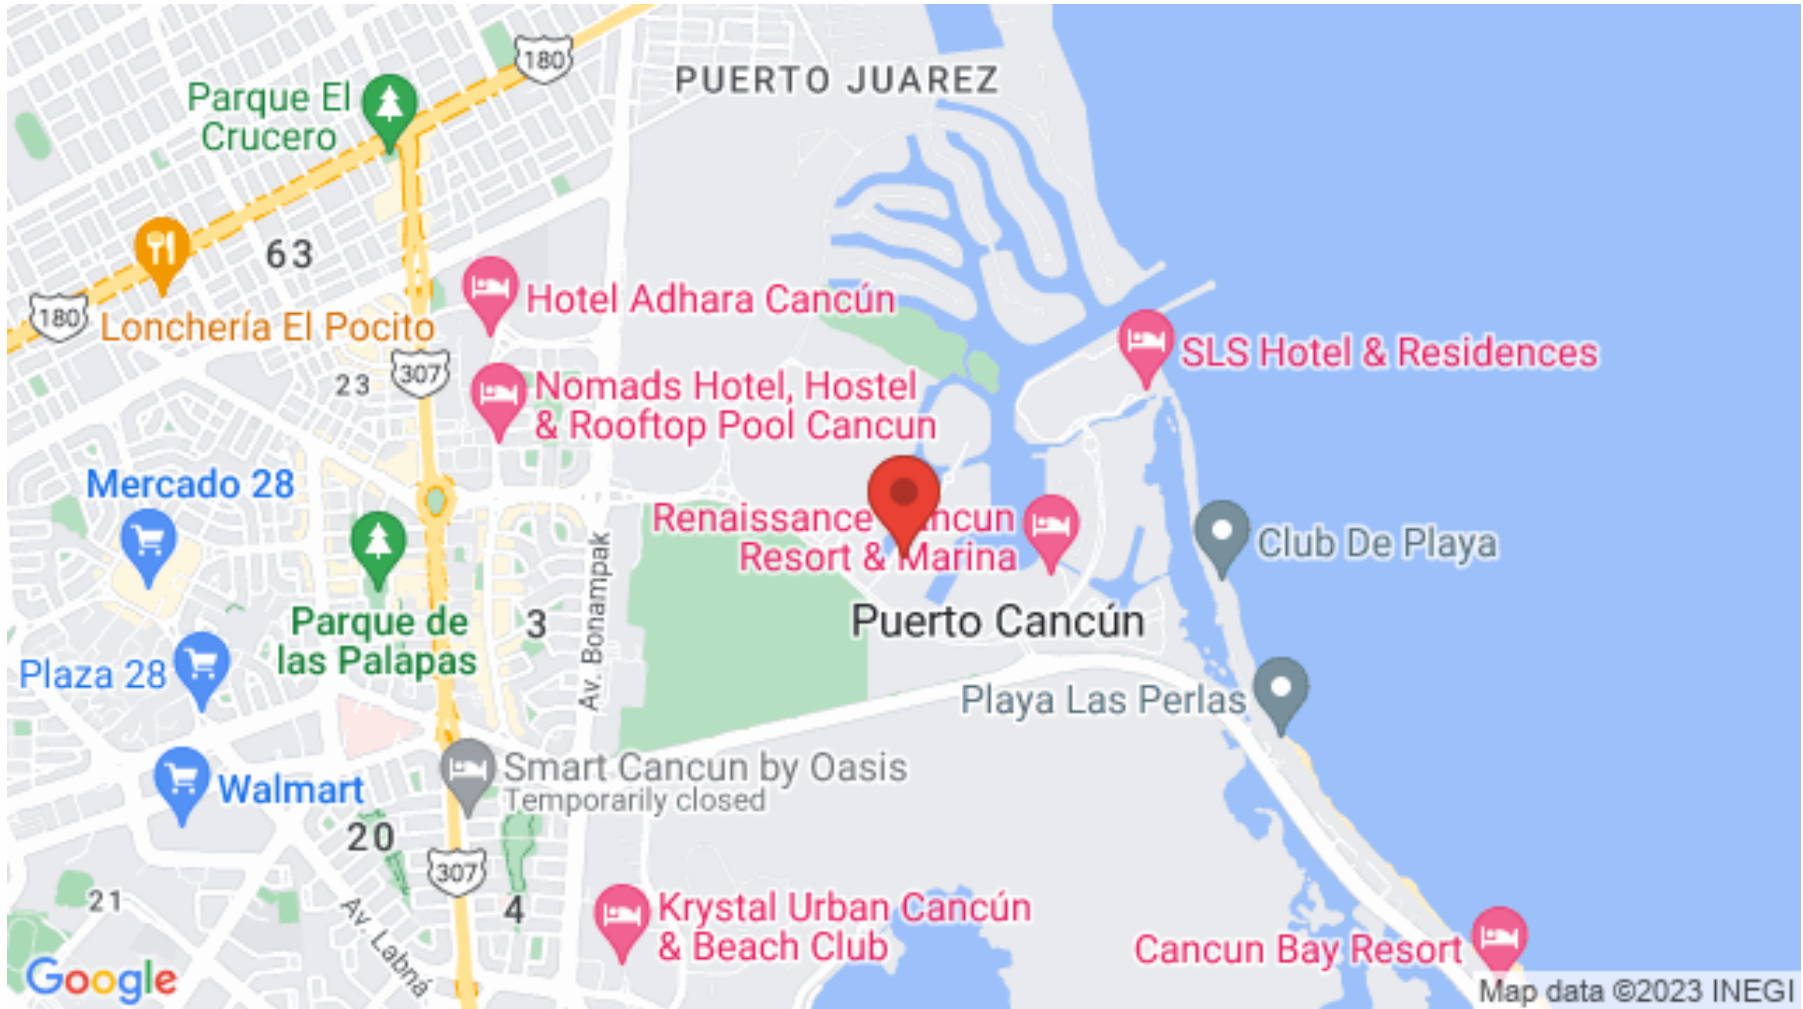 180
PUERTO JUAREZ
Parque El
Crucero
63
Hotel Adhara Cancún
180
Lonchería El Pocito
SLS Hotel & Residences
307
23
Nomads Hotel, Hostel
& Rooftop Pool Cancun
Mercado 28
Renaissance Cancun
Resort & Marina
Club De Playa
Av. Bonampak
Parque de
las Palapas
3
Puerto Cancún
Plaza 28
Playa Las Perlas
Smart Cancun by Oasis
Temporarily closed
Walmart
20
307
21
4
Av. Labná
Krystal Urban Cancún
& Beach Club
Cancun Bay Resort
Google
Map data ©2023 INEGI